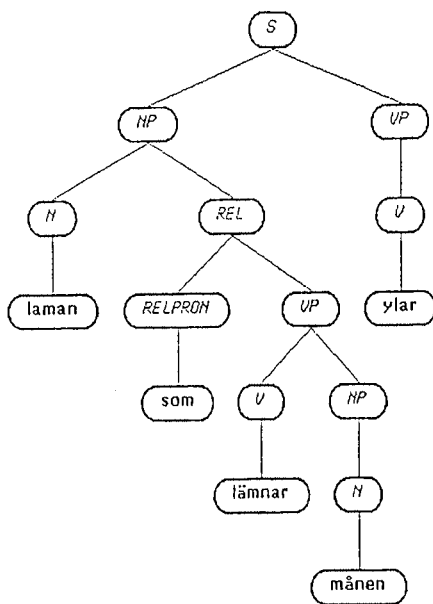 S
NP VP
N REL V
laman RELPRON VP ylar
som V NP
lämnar N
månen